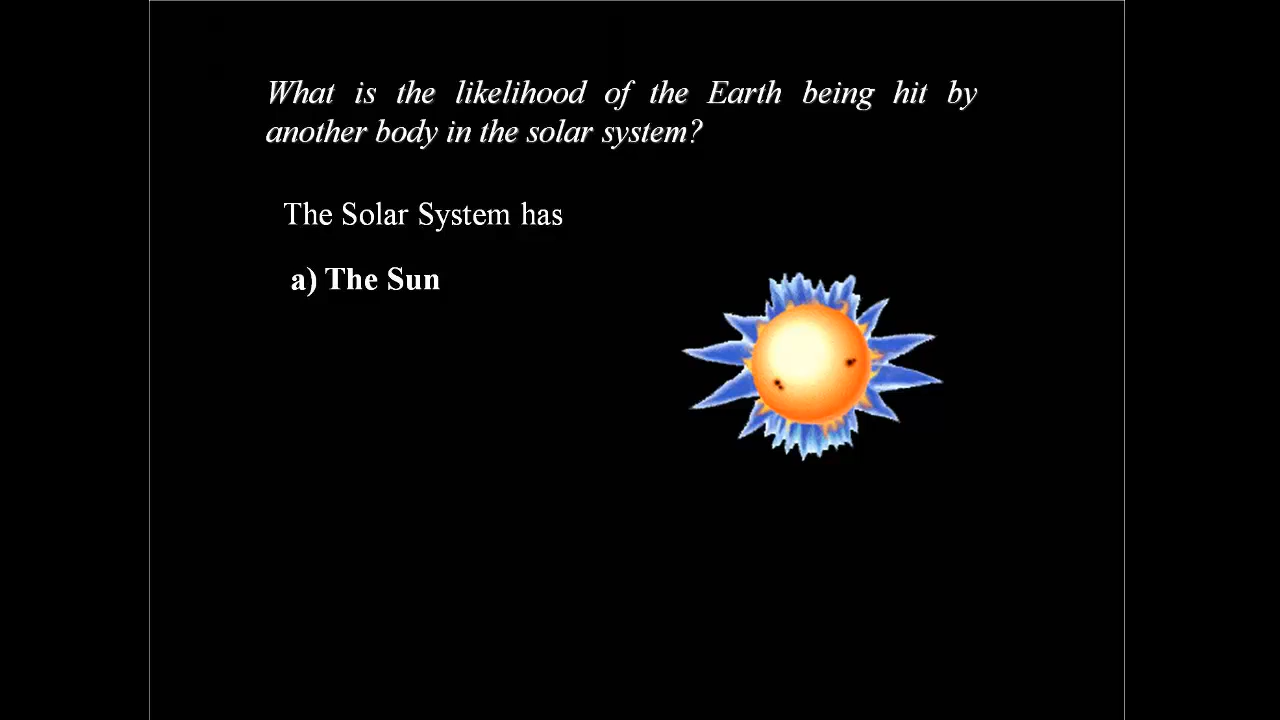 What is the likelihood of the Earth being hit by
another body in the solar system?
The Solar System has
a) The Sun